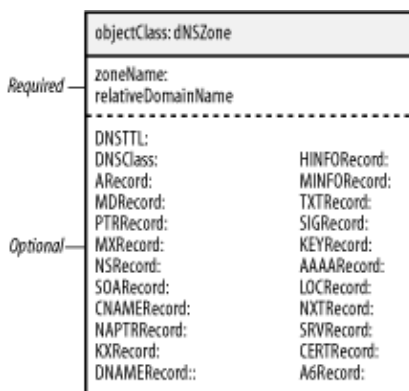 objectClass: dNSZone
Required
zoneName:
relativeDomainName
Optional
DNSTTL:
DNSClass:
ARecord:
MDRecord:
PTRRecord:
MXRecord:
NSRecord:
SOARecord:
CNAMERecord:
NAPTRRecord:
KXRecord:
DNAMERecord::
HINFORecord:
MINFORecord:
TXTRecord:
SIGRecord:
KEYRecord:
AAAARecord:
LOCRecord:
NXTRecord:
SRVRecord:
CERTRecord:
A6Record: